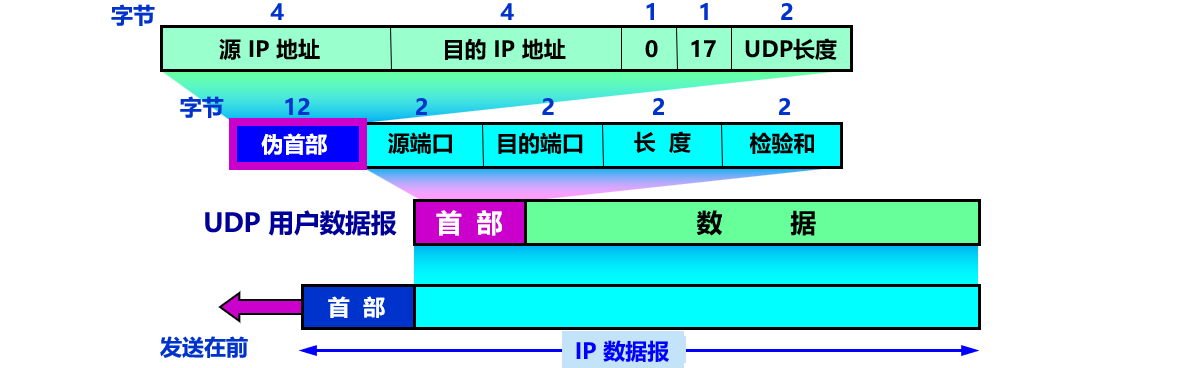 字节 4 4 1 1 2
源 IP 地址 目的 IP 地址 0 17 UDP长度
字节 12 2 2 2 2
伪首部 源端口 目的端口 长 度 检验和
UDP 用户数据报 首 部 数 据
首 部
发送在前
IP 数据报